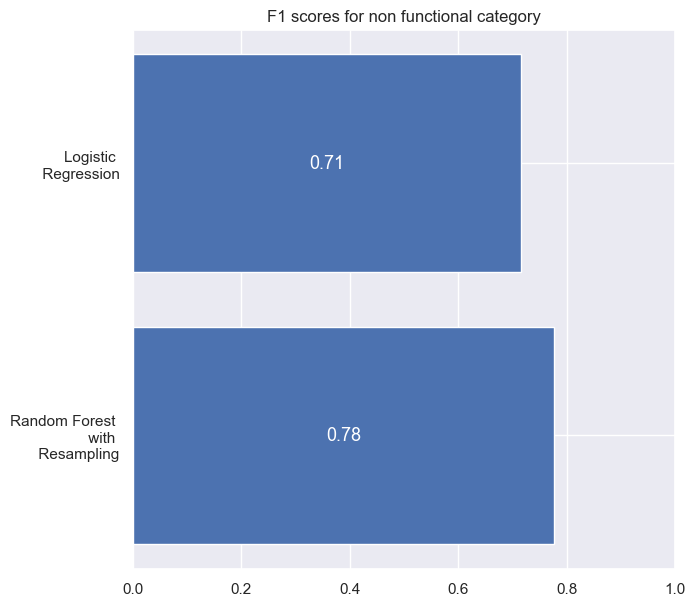 F1 scores for non functional category
Logistic
Regression
0.71
Random Forest
with
Resampling
0.78
0.0 0.2 0.4 0.6 0.8 1.0